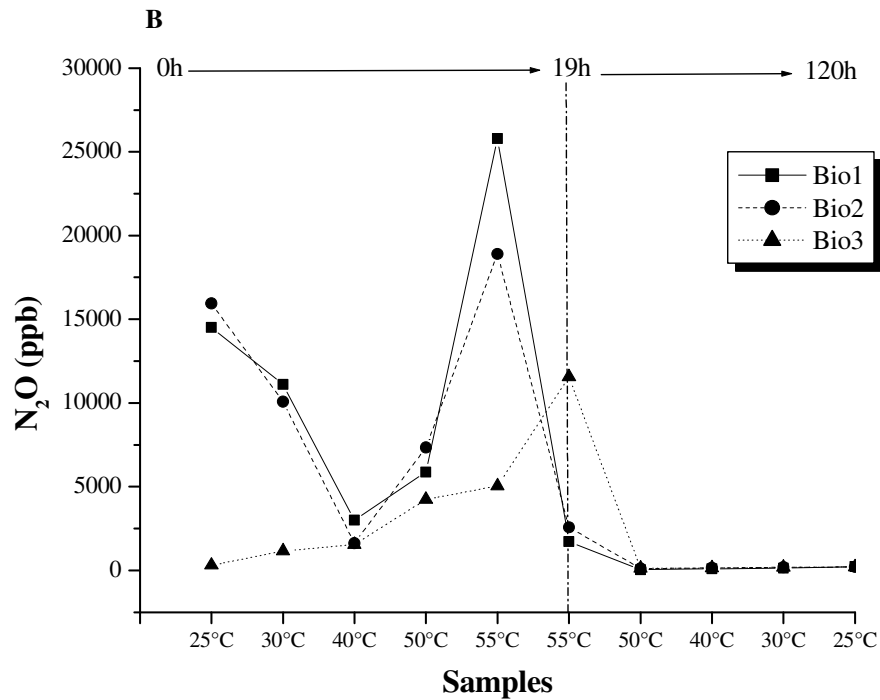 B
0h 19h 120h
30000
25000
20000
15000
10000
5000
0
N₂O (ppb)
Bio1
Bio2
Bio3
25°C 30°C 40°C 50°C 55°C 55°C 50°C 40°C 30°C 25°C
Samples